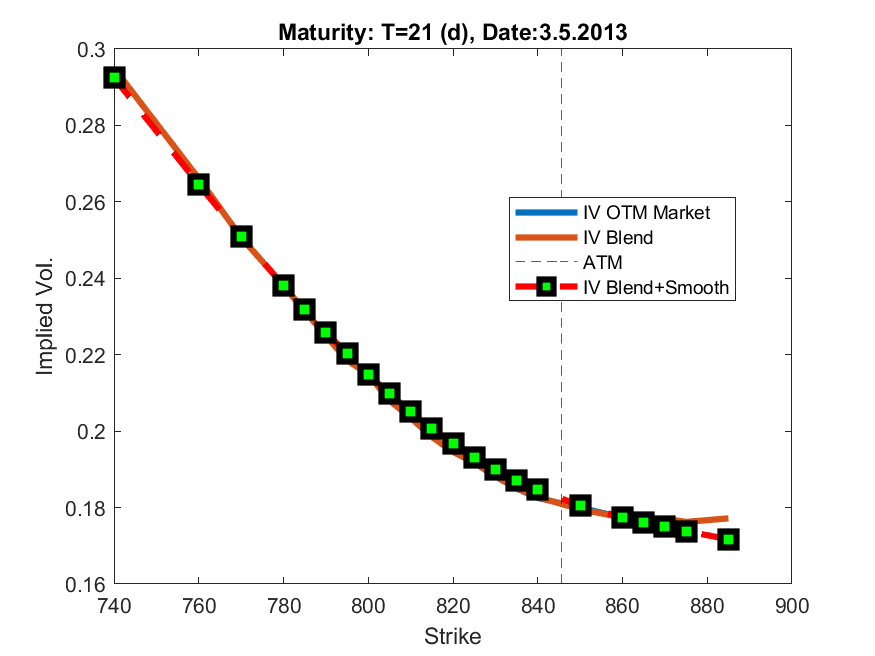 Maturity: T=21 (d), Date:3.5.2013
0.3
0.28
0.26
0.24
0.22
0.2
0.18
0.16
Implied Vol.
IV OTM Market
IV Blend
ATM
IV Blend+Smooth
740 760 780 800 820 840 860 880 900
Strike